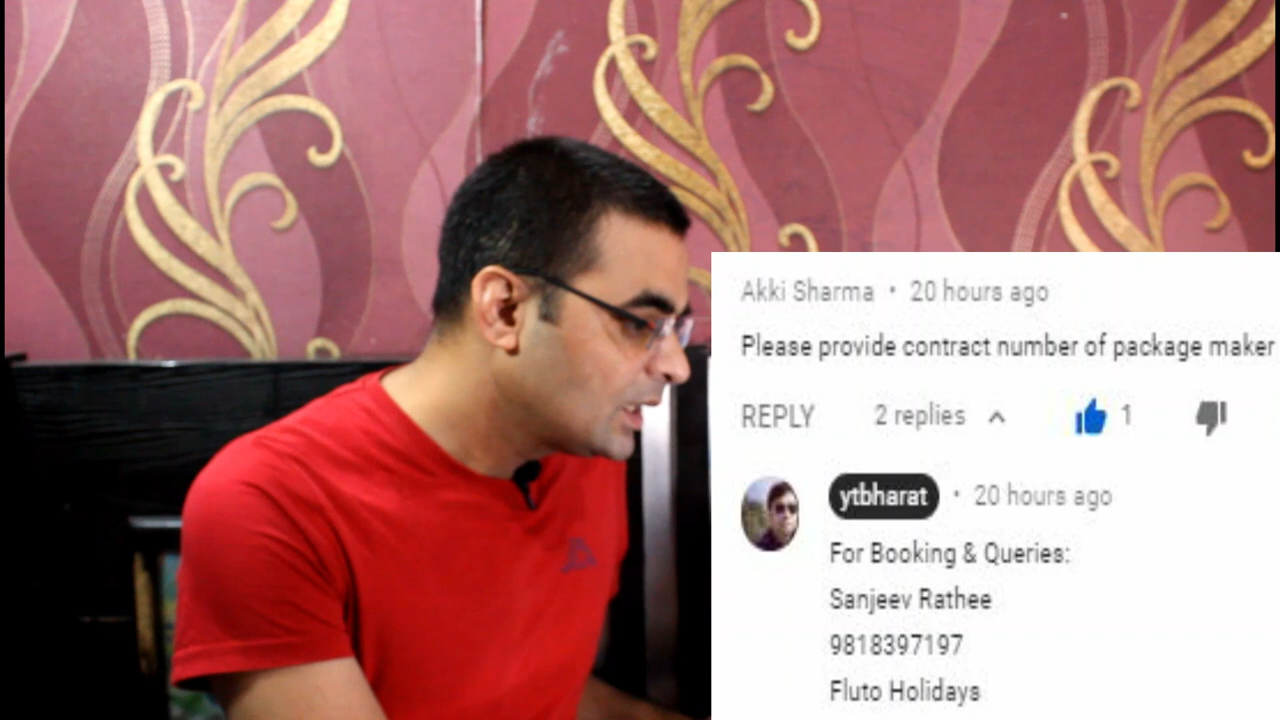 Akki Sharma • 20 hours ago
Please provide contract number of package maker
REPLY 2 replies 1
ytbharat • 20 hours ago
For Booking & Queries:
Sanjeev Rathee
9818397197
Fluto Holidays